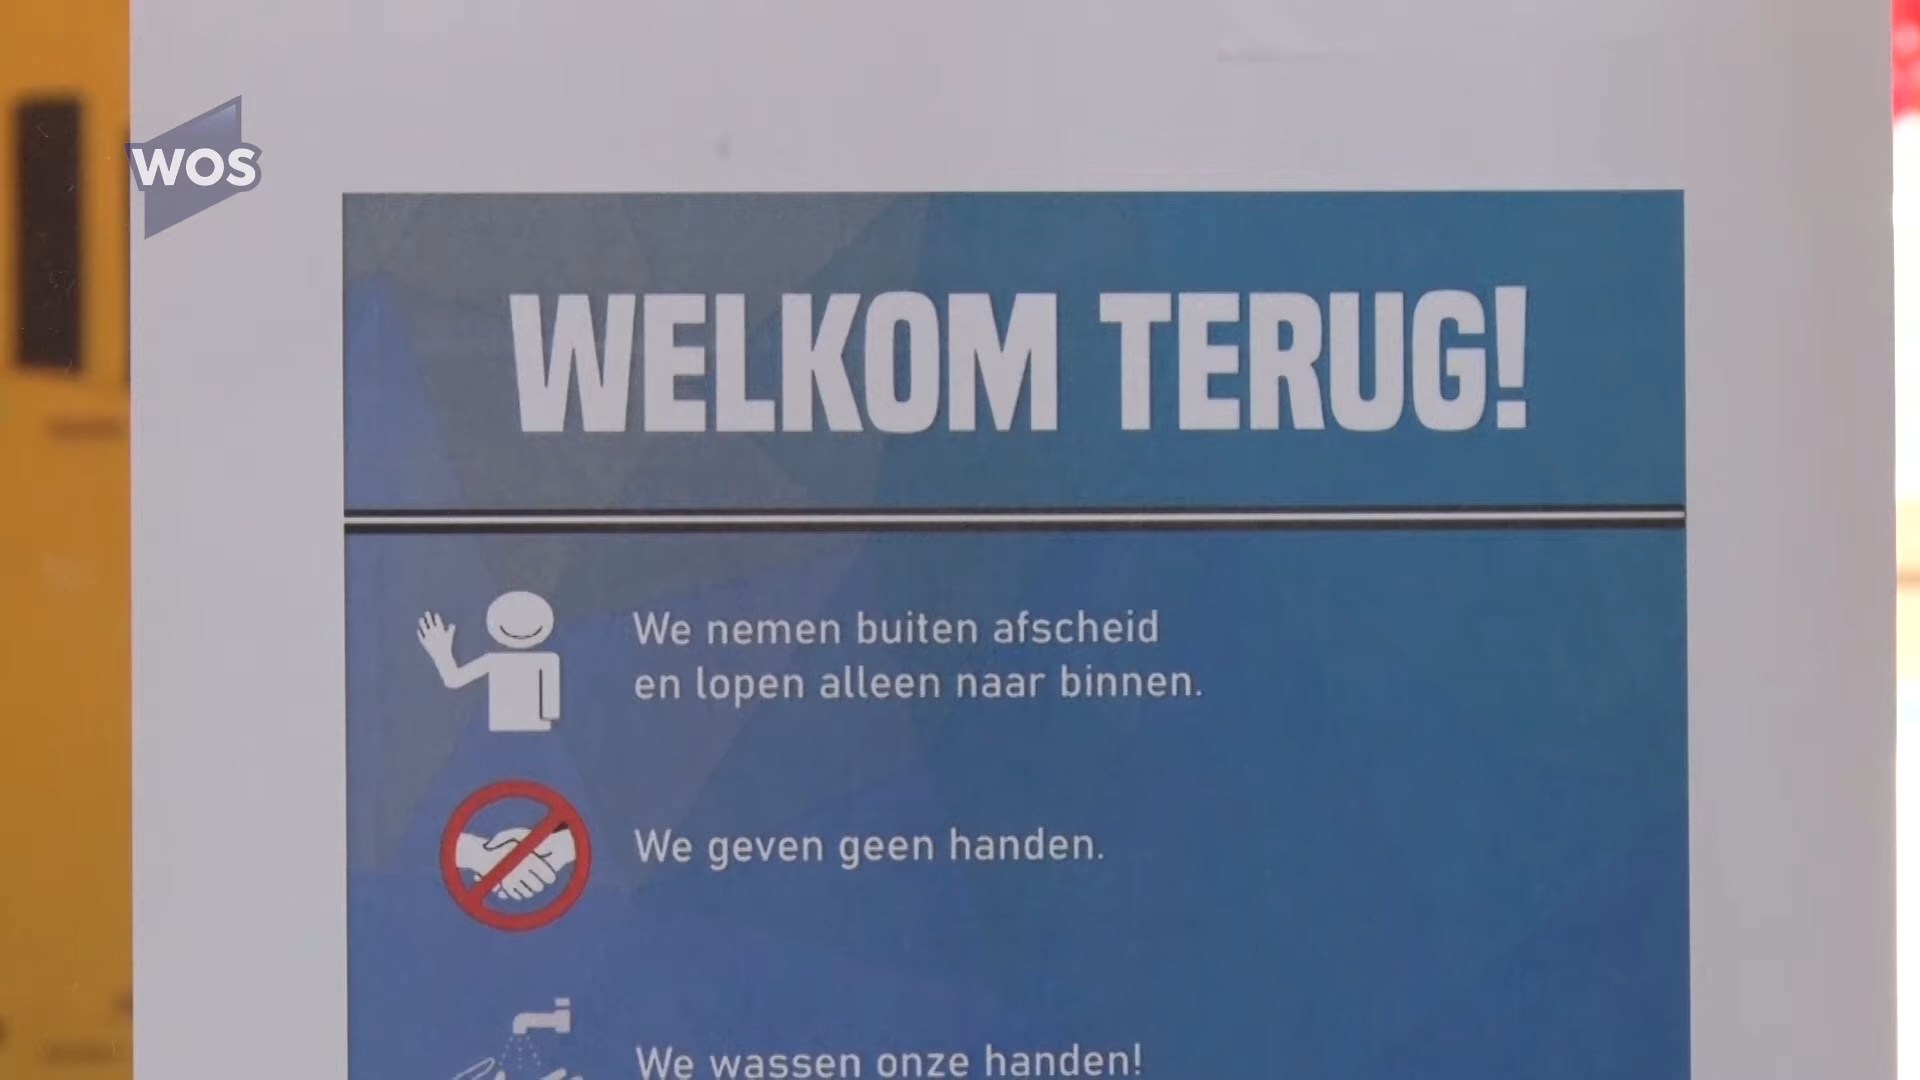 WOS
WELKOM TERUG!
We nemen buiten afscheid
en lopen alleen naar binnen.
We geven geen handen.
We wassen onze handen!